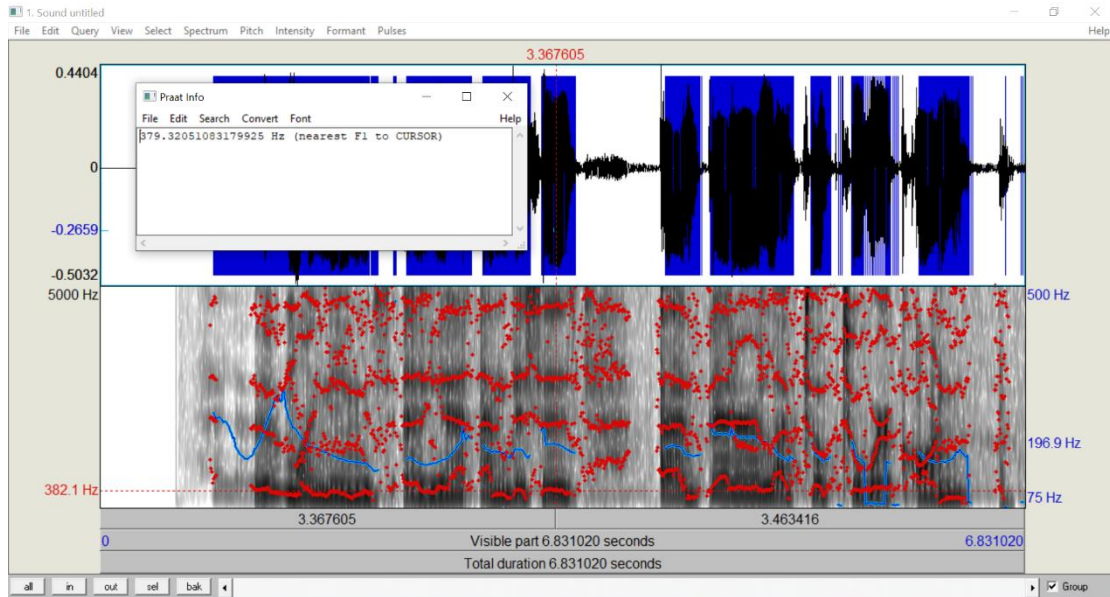 1. Sound untitled
File Edit Query View Select Spectrum Pitch Intensity Formant Pulses Help
3.367605
0.4404
Praat Info
File Edit Search Convert Font Help
379.32051083179925 Hz (nearest F1 to CURSOR)
0
-0.2659
-0.5032
5000 Hz
500 Hz
196.9 Hz
382.1 Hz
75 Hz
3.367605 3.463416
0 Visible part 6.831020 seconds 6.831020
Total duration 6.831020 seconds
all in out sel bak Group